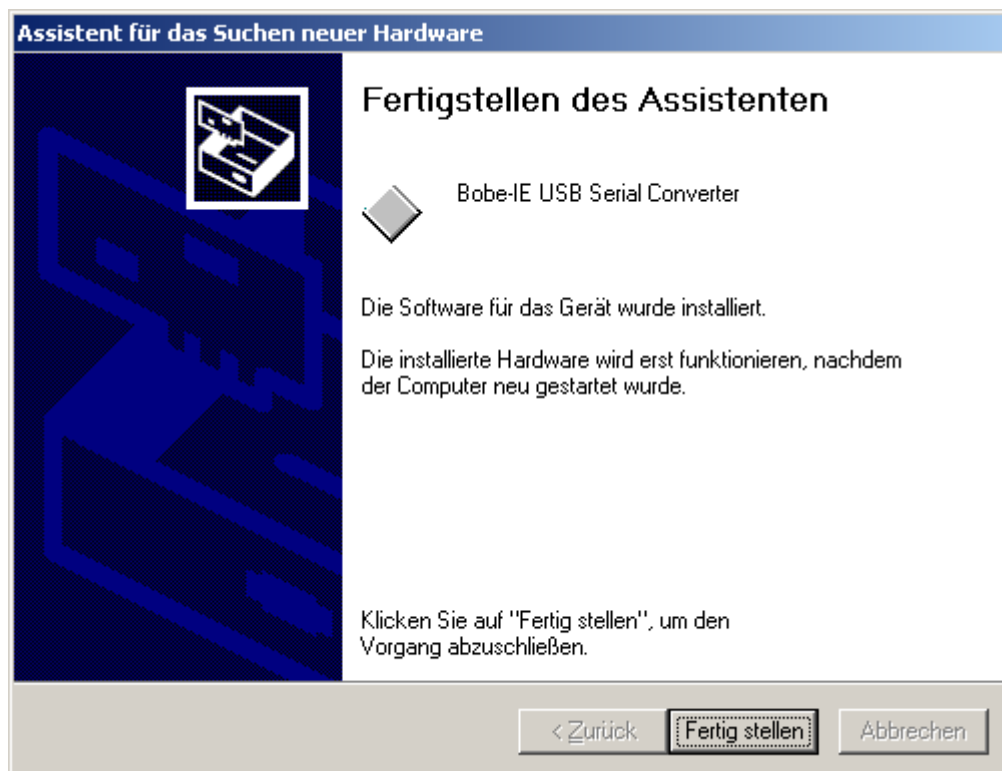 Assistent für das Suchen neuer Hardware
Fertigstellen des Assistenten
Bobe-IE USB Serial Converter
Die Software für das Gerät wurde installiert.
Die installierte Hardware wird erst funktionieren, nachdem
der Computer neu gestartet wurde.
Klicken Sie auf "Fertig stellen", um den
Vorgang abzuschließen.
< Zurück
Fertig stellen
Abbrechen